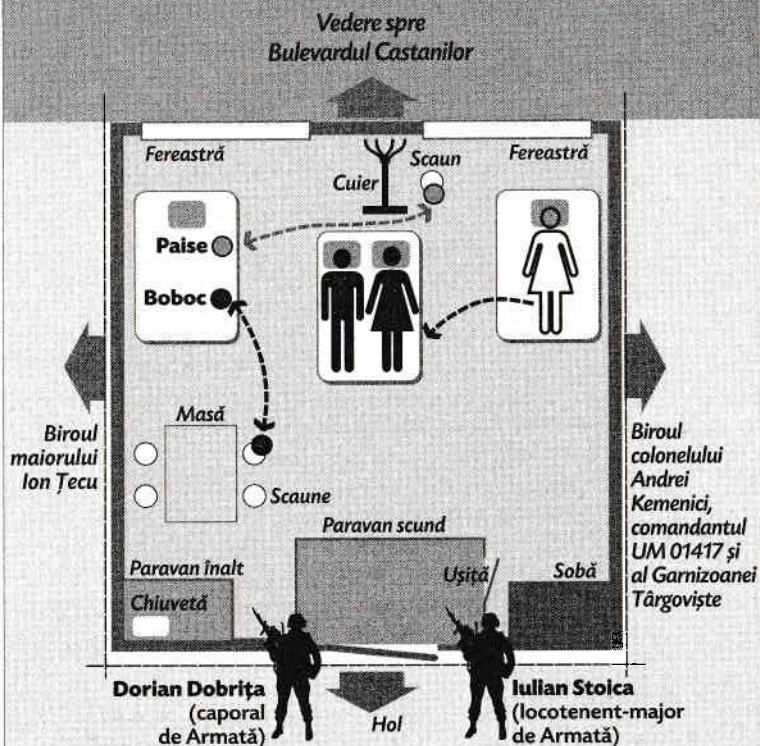 Vedere spre
Bulevardul Castanilor
Fereastră
Cuier
Scaun
Fereastră
Paise
Boboc
Masă
Scaune
Biroul
maiorului
Ion Țecu
Biroul
colonelului
Andrei
Kemenici,
comandantul
UM 01417 și
al Garnizoanei
Târgoviște
Paravan scund
Paravan înalt
Ușiță
Sobă
Chiuvetă
Dorian Dobrița
(caporal
de Armată)
Hol
Iulian Stoica
(locotenent-major
de Armată)